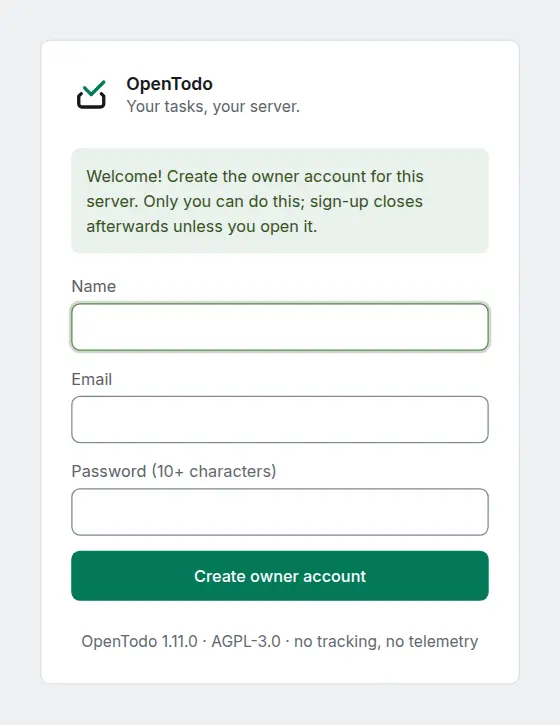 OpenTodo
Your tasks, your server.
Welcome! Create the owner account for this
server. Only you can do this; sign-up closes
afterwards unless you open it.
Name
Email
Password (10+ characters)
Create owner account
OpenTodo 1.11.0 · AGPL-3.0 · no tracking, no telemetry